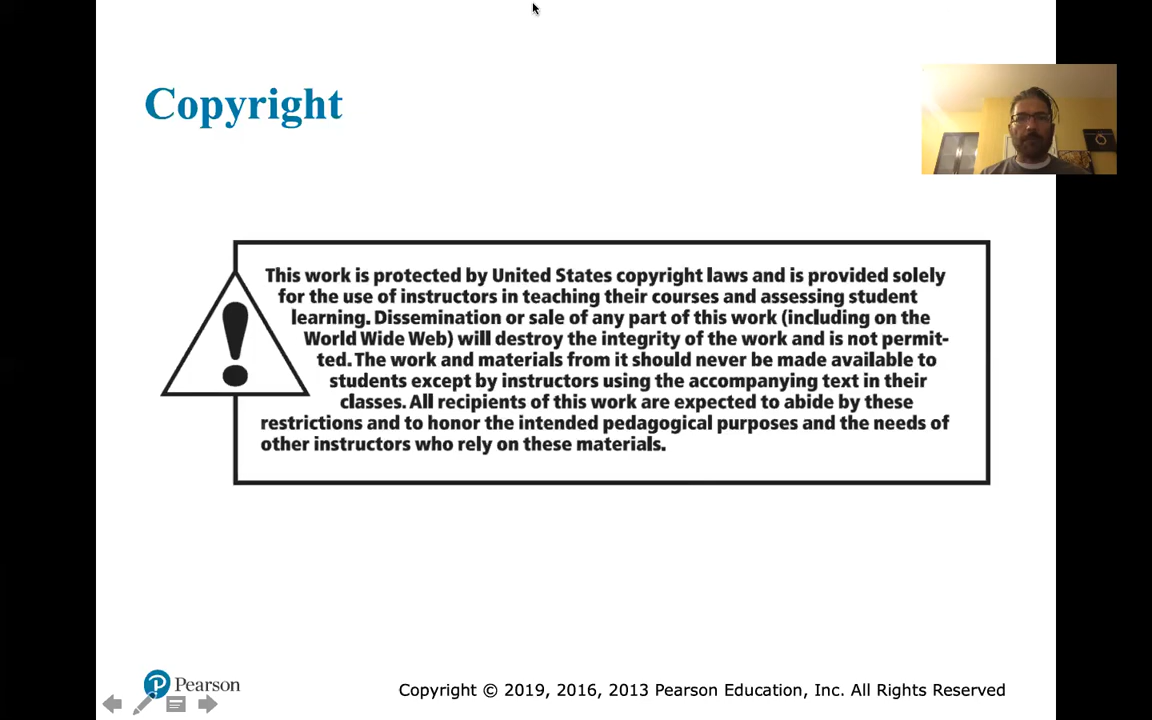 Copyright
This work is protected by United States copyright laws and is provided solely
for the use of instructors in teaching their courses and assessing student
learning. Dissemination or sale of any part of this work (including on the
World Wide Web) will destroy the integrity of the work and is not permit-
ted. The work and materials from it should never be made available to
students except by instructors using the accompanying text in their
classes. All recipients of this work are expected to abide by these
restrictions and to honor the intended pedagogical purposes and the needs of
other instructors who rely on these materials.
Pearson
Copyright © 2019, 2016, 2013 Pearson Education, Inc. All Rights Reserved